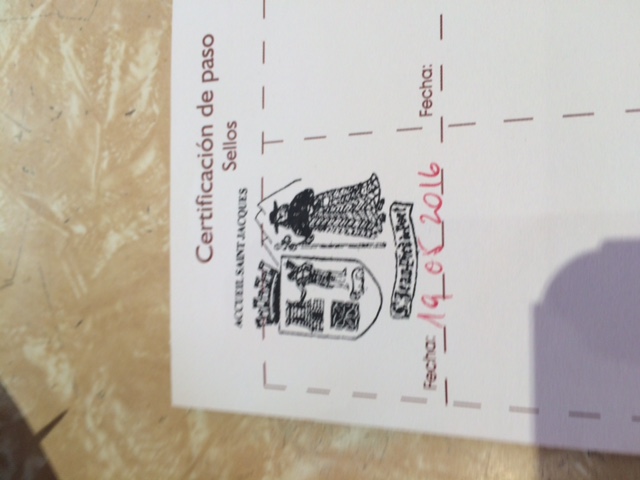 Certificación de paso
Sellos
ACCUEIL SAINT JACQUES
Fecha: 19 05 2016
Fecha: